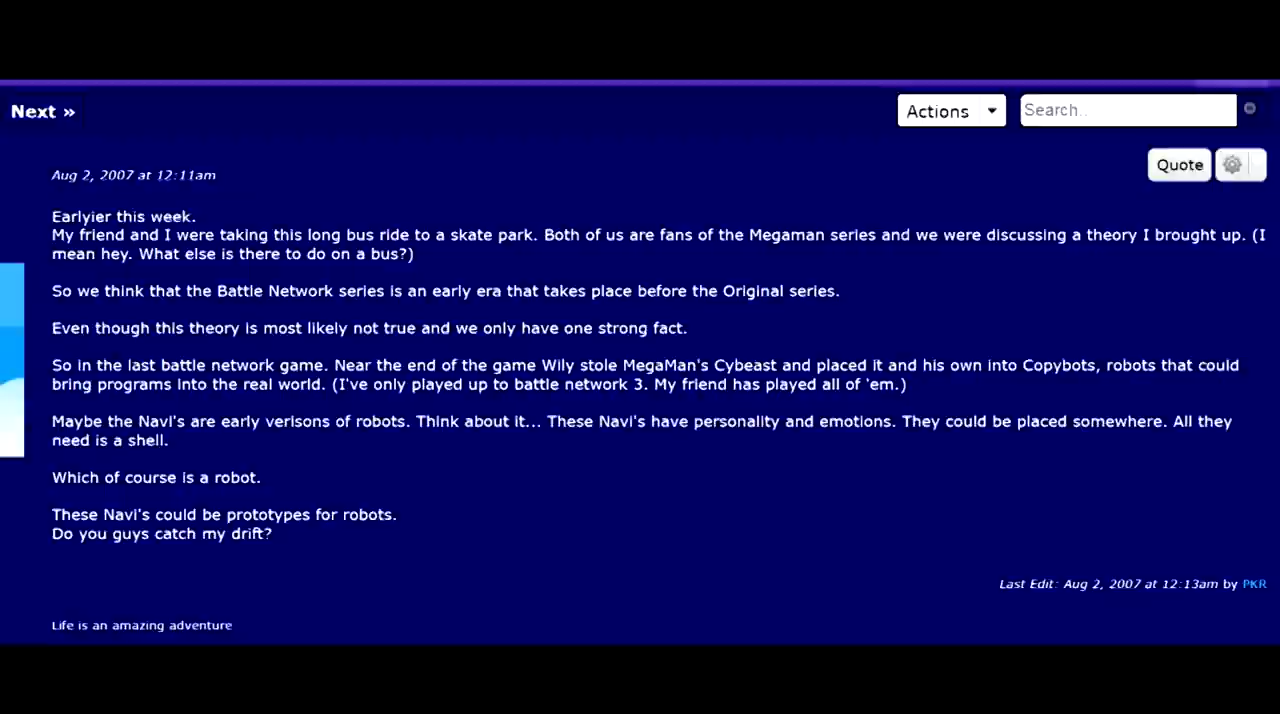 Next »
Actions
Search..
Quote
Aug 2, 2007 at 12:11am
Earlyier this week.
My friend and I were taking this long bus ride to a skate park. Both of us are fans of the Megaman series and we were discussing a theory I brought up. (I
mean hey. What else is there to do on a bus?)
So we think that the Battle Network series is an early era that takes place before the Original series.
Even though this theory is most likely not true and we only have one strong fact.
So in the last battle network game. Near the end of the game Wily stole MegaMan's Cybeast and placed it and his own into Copybots, robots that could
bring programs into the real world. (I've only played up to battle network 3. My friend has played all of 'em.)
Maybe the Navi's are early verisons of robots. Think about it... These Navi's have personality and emotions. They could be placed somewhere. All they
need is a shell.
Which of course is a robot.
These Navi's could be prototypes for robots.
Do you guys catch my drift?
Last Edit: Aug 2, 2007 at 12:13am by PKR
Life is an amazing adventure